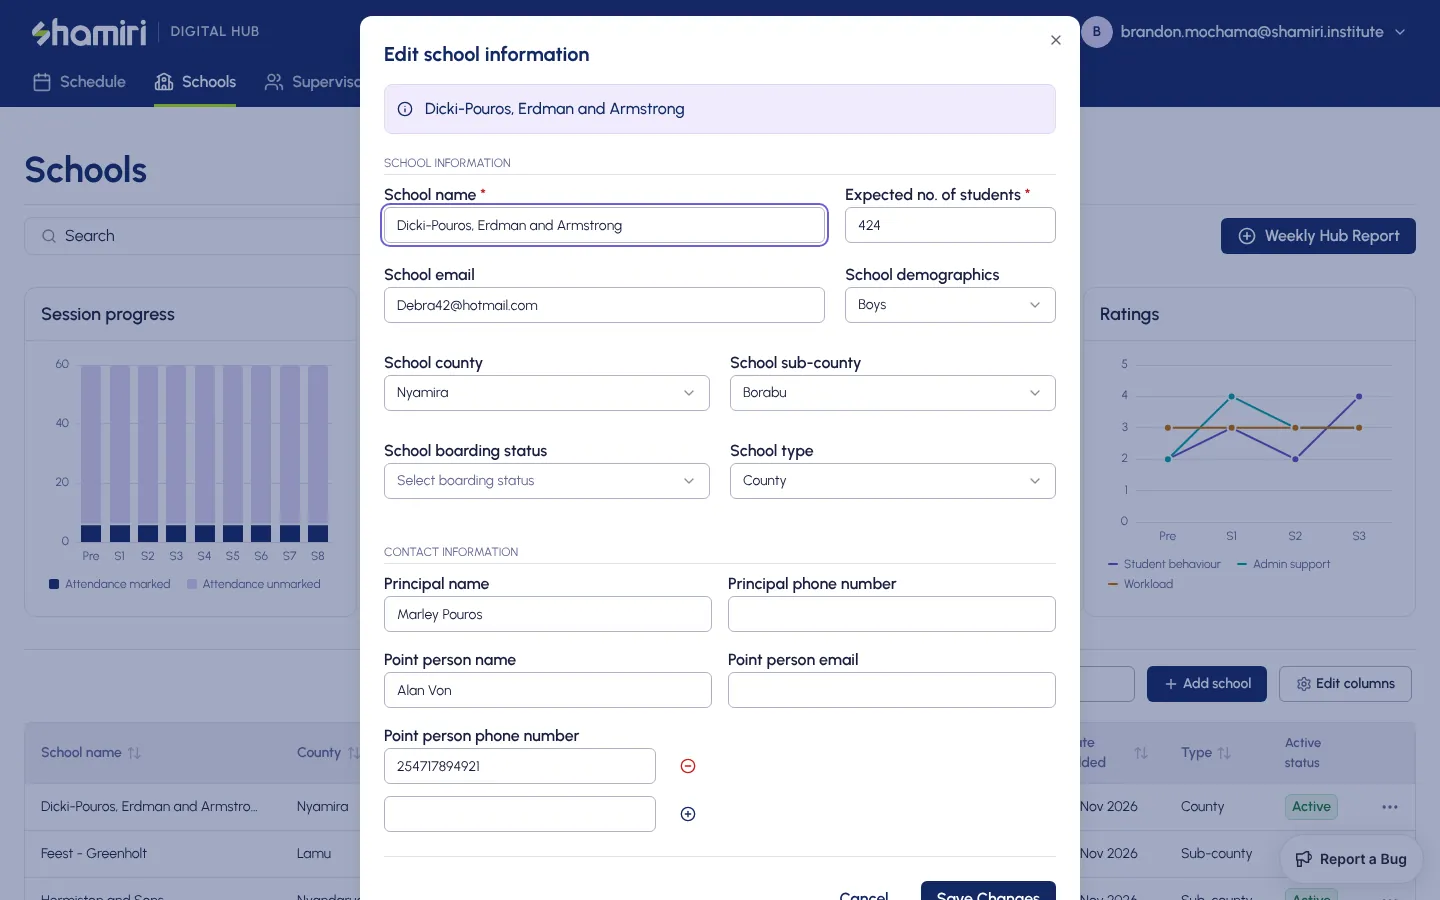 Shamiri
DIGITAL HUB
B
brandon.mochama@shamiri.institute
Schedule
Schools
Schools
Search
Weekly Hub Report
Session progress
60
40
20
0
Pre S1 S2 S3 S4 S5 S6 S7 S8
Attendance marked Attendance unmarked
Edit school information
Dicki-Pouros, Erdman and Armstrong
SCHOOL INFORMATION
School name *
Dicki-Pouros, Erdman and Armstrong
Expected no. of students *
424
School email
Debra42@hotmail.com
School demographics
Boys
School county
Nyamira
School sub-county
Borabu
School boarding status
Select boarding status
School type
County
CONTACT INFORMATION
Principal name
Marley Pouros
Principal phone number
Point person name
Alan Von
Point person email
Point person phone number
254717894921
Cancel
Save Changes
Ratings
5
4
3
2
1
0
Pre S1 S2 S3
Student behaviour Admin support
Workload
Add school
Edit columns
School name County Type Active status
Dicki-Pouros, Erdman and Armstro... Nyamira Nov 2026 County Active
Feest - Greenholt Lamu Nov 2026 Sub-county
Report a Bug